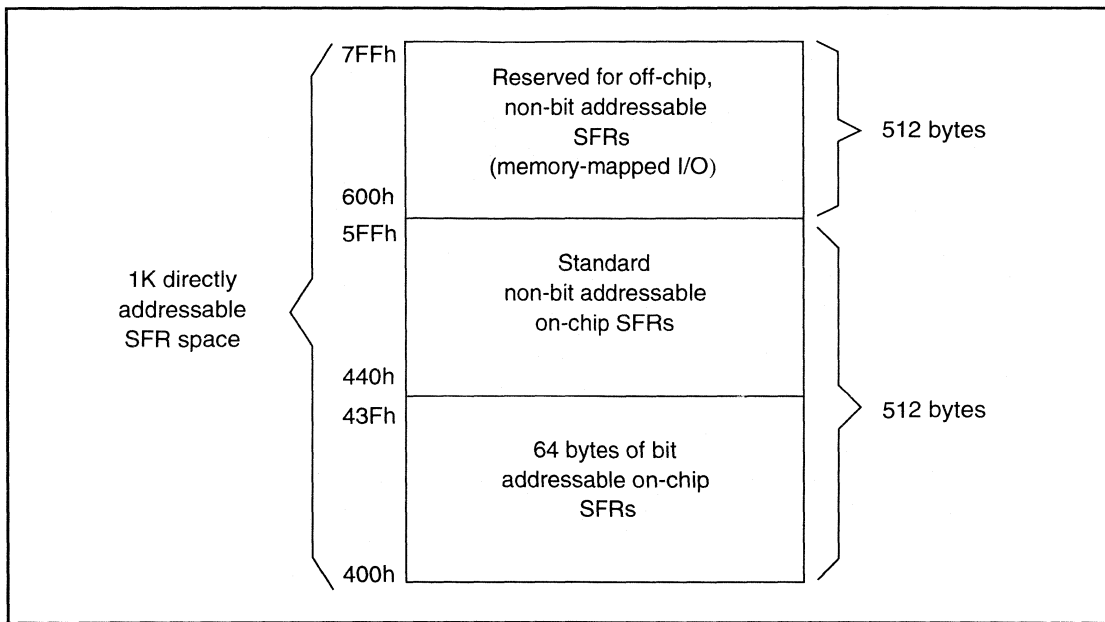 7FFh
Reserved for off-chip,
non-bit addressable
SFRs
(memory-mapped I/O)
512 bytes
600h
5FFh
Standard
non-bit addressable
on-chip SFRs
1K directly
addressable
SFR space
440h
43Fh
512 bytes
64 bytes of bit
addressable on-chip
SFRs
400h